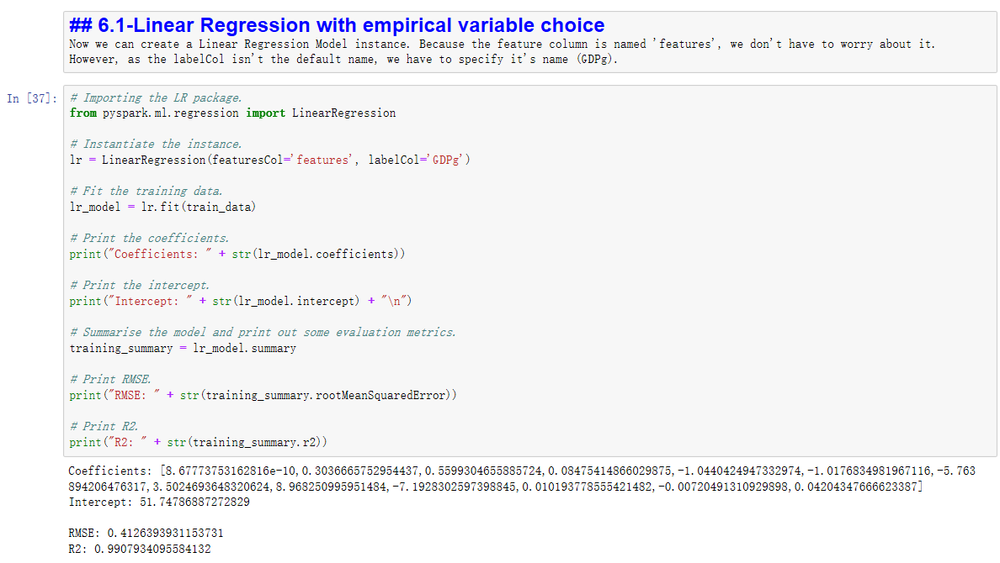 ## 6.1-Linear Regression with empirical variable choice
Now we can create a Linear Regression Model instance. Because the feature column is named 'features', we don't have to worry about it.
However, as the labelCol isn't the default name, we have to specify it's name (GDPg).
In [37]:
# Importing the LR package.
from pyspark.ml.regression import LinearRegression
# Instantiate the instance.
lr = LinearRegression(featuresCol='features', labelCol='GDPg')
# Fit the training data.
lr_model = lr.fit(train_data)
# Print the coefficients.
print("Coefficients: " + str(lr_model.coefficients))
# Print the intercept.
print("Intercept: " + str(lr_model.intercept) + "\n")
# Summarise the model and print out some evaluation metrics.
training_summary = lr_model.summary
# Print RMSE.
print("RMSE: " + str(training_summary.rootMeanSquaredError))
# Print R2.
print("R2: " + str(training_summary.r2))
Coefficients: [8.67773753162816e-10,0.3036665752954437,0.5599304655885724,0.08475414866029875,-1.0440424947332974,-1.0176834981967116,-5.763
894206476317,3.5024693648320624,8.968250995951484,-7.1928302597398845,0.010193778555421482,-0.00720491310929898,0.04204347666623387]
Intercept: 51.74786887272829
RMSE: 0.4126393931153731
R2: 0.9907934095584132